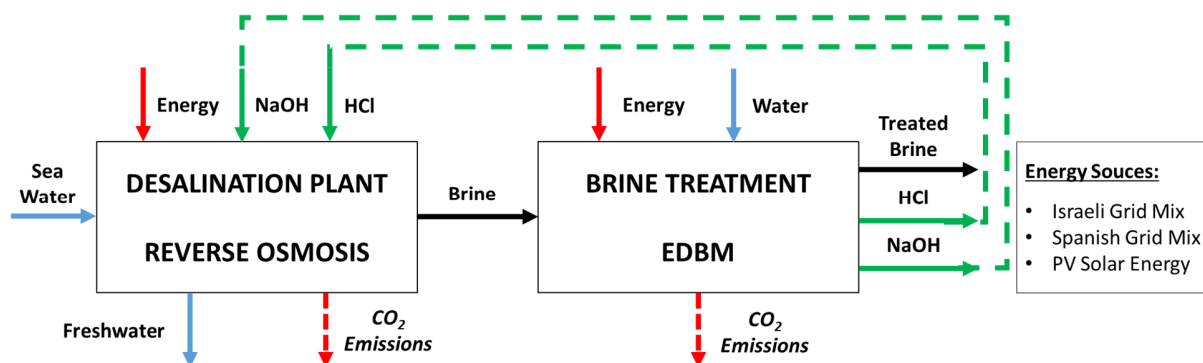 Energy
NaOH
HCl
Energy
Water
Sea
Water
DESALINATION PLANT
REVERSE OSMOSIS
Brine
BRINE TREATMENT
EDBM
Treated
Brine
HCl
NaOH
Freshwater
CO2
Emissions
CO2
Emissions
Energy Souces:
• Israeli Grid Mix
• Spanish Grid Mix
• PV Solar Energy